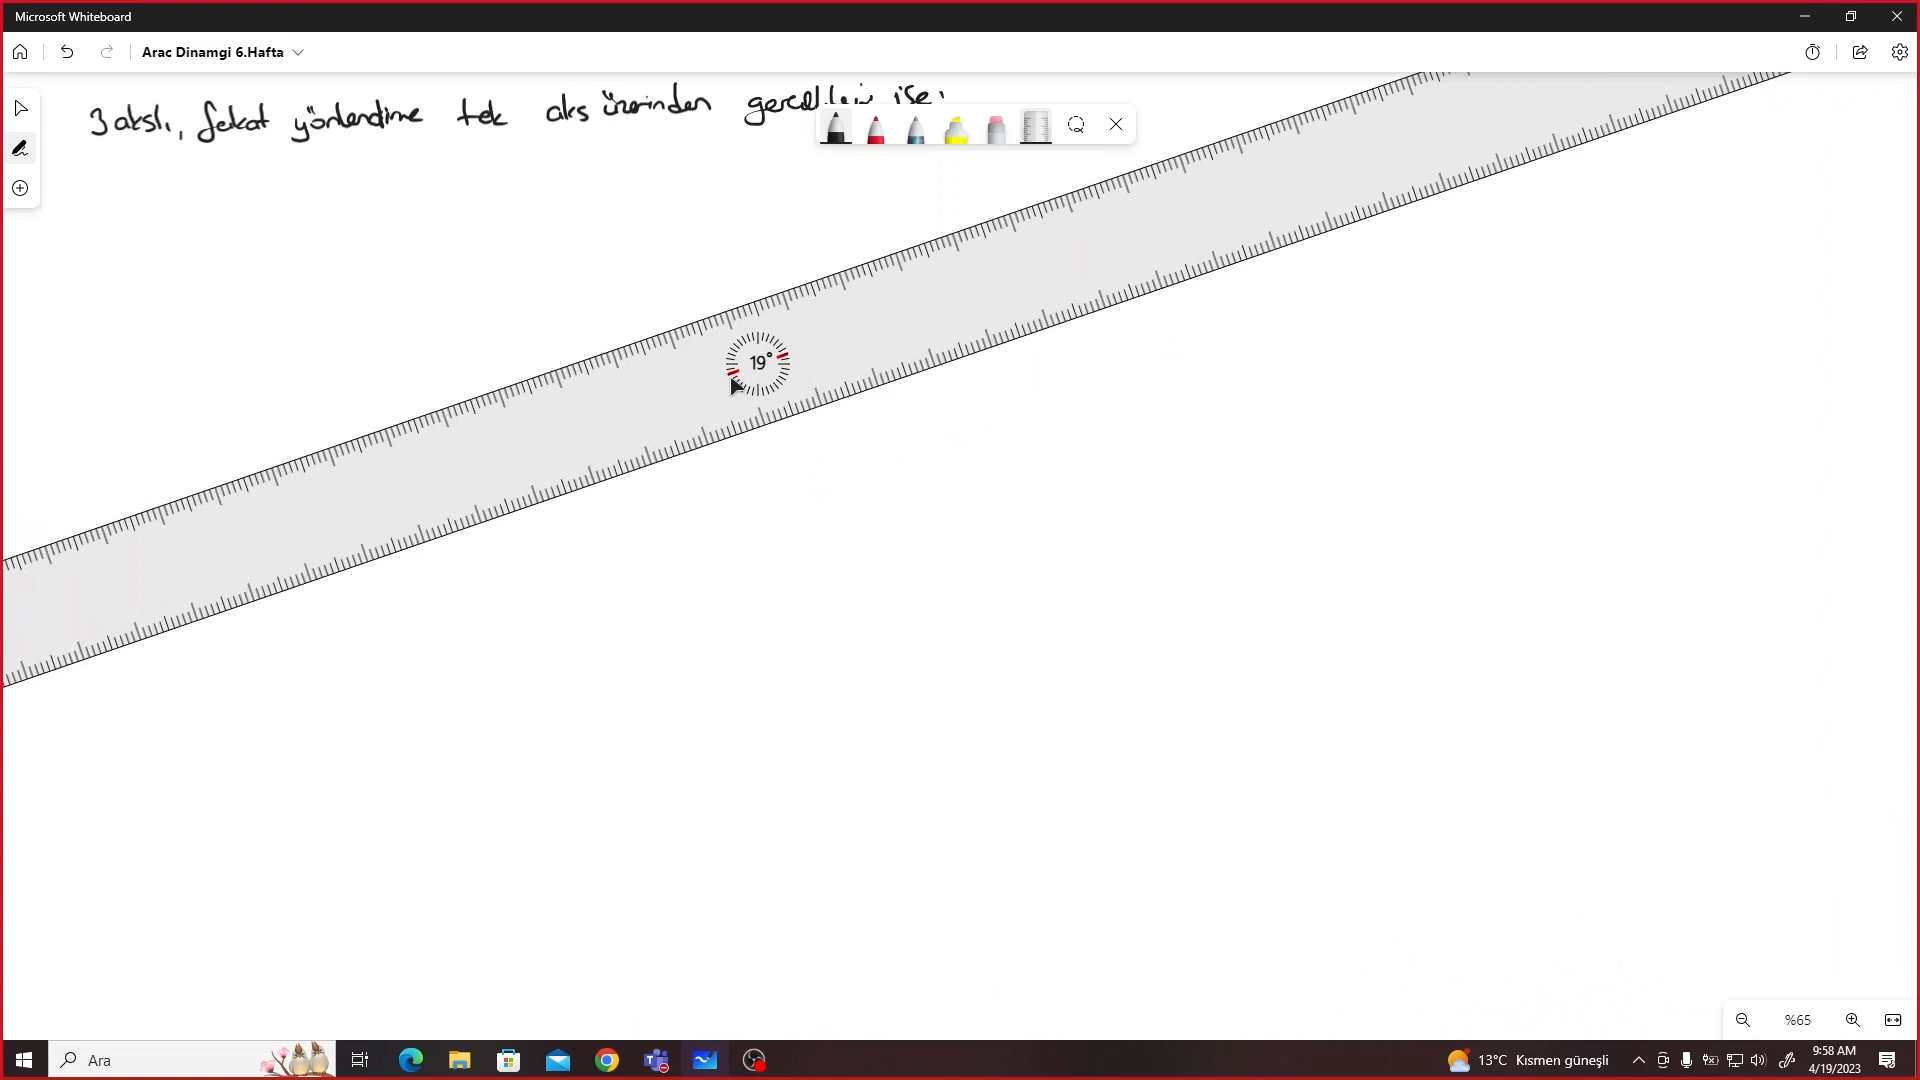 Microsoft Whiteboard
Arac Dinamgi 6.Hafta
3 akslı, fakat yönlendirme tek aks üzerinden ise:
19°
%65
Ara
13°C Kısmen güneşli
9:58 AM
4/19/2023